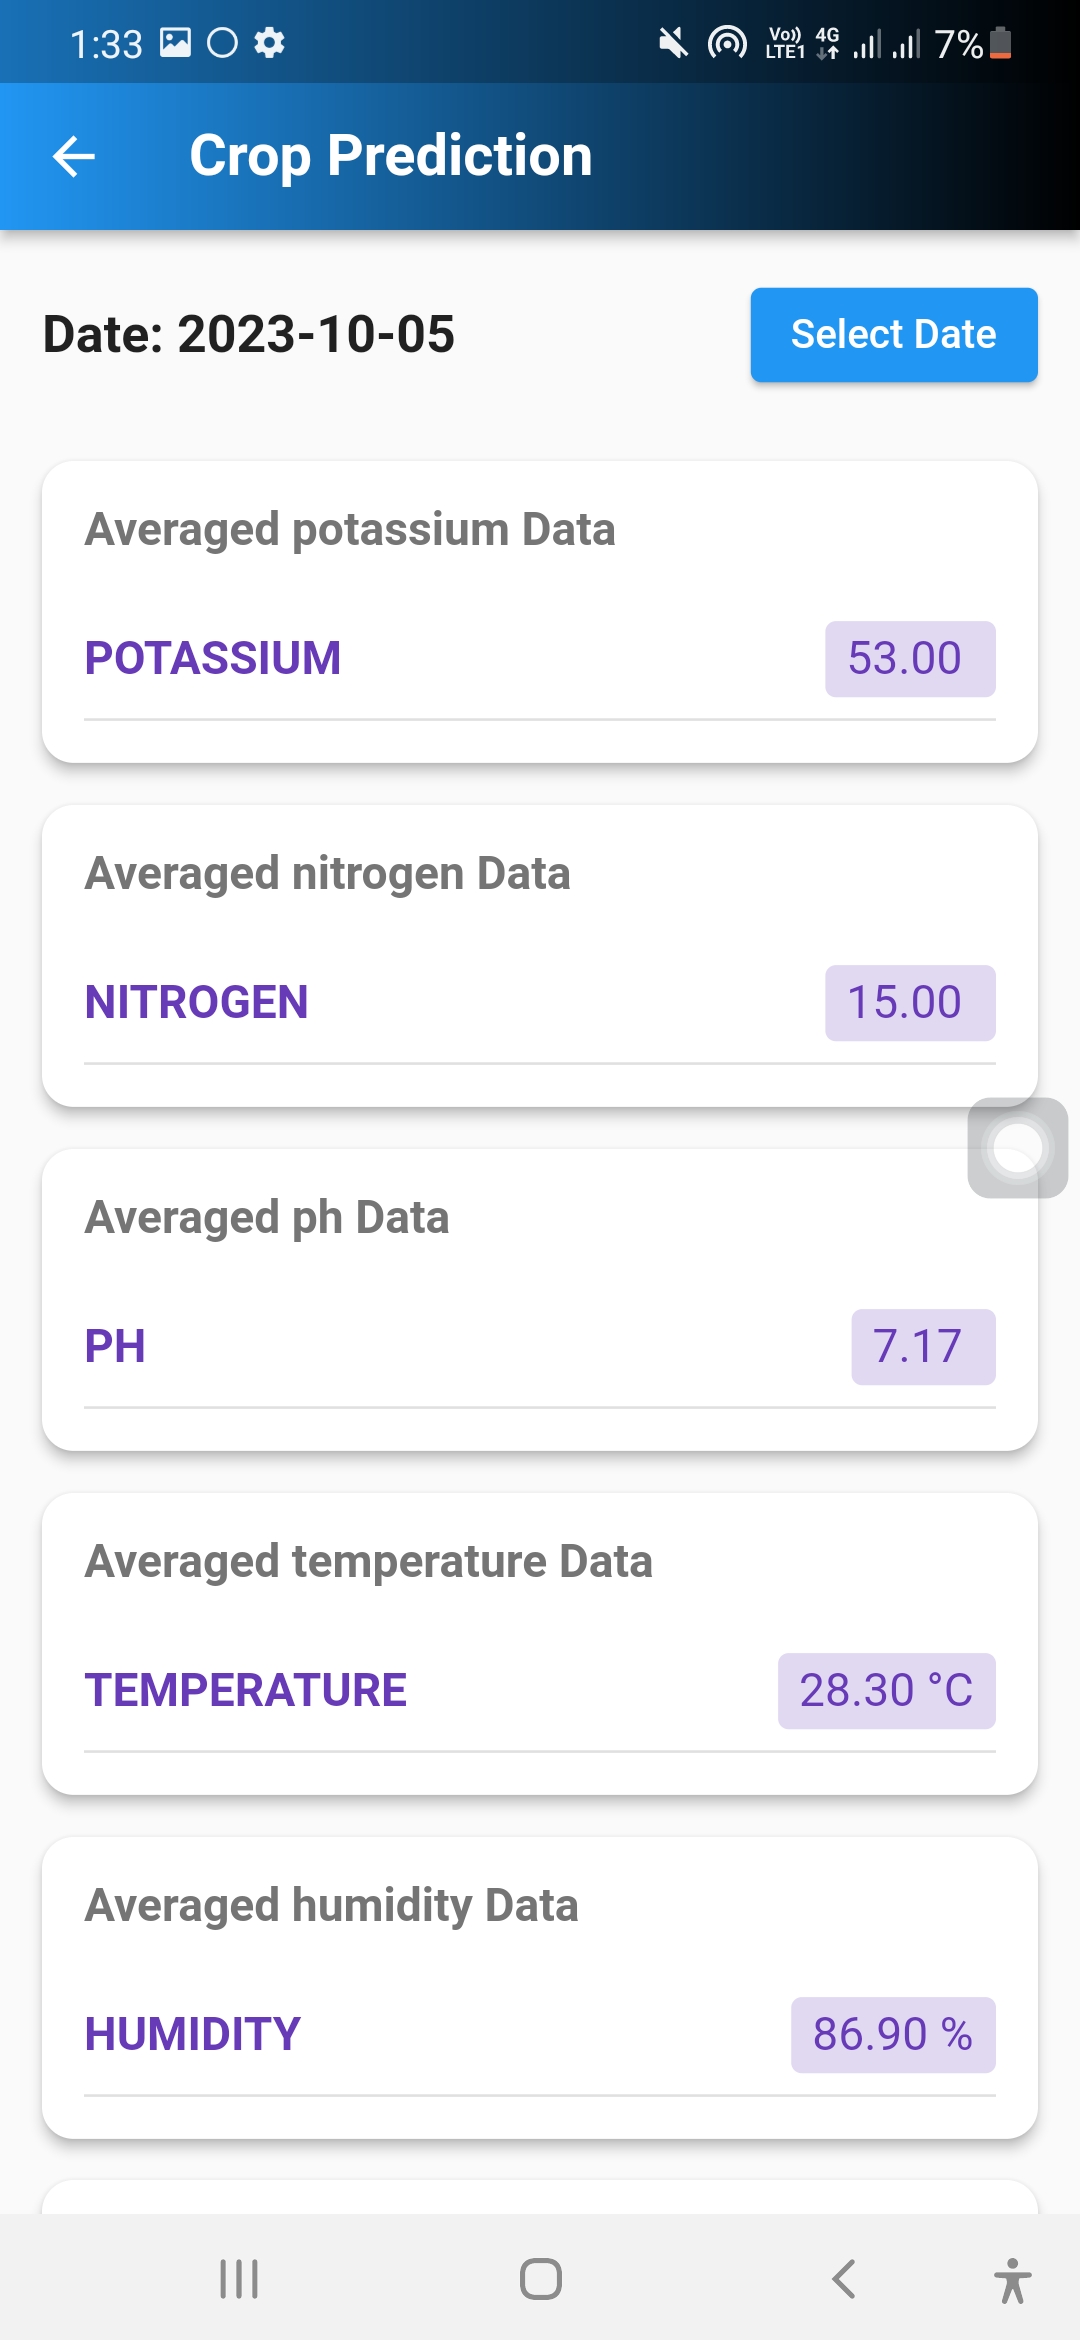 1:33 Vo)) LTE1 4G 7%
Crop Prediction
Date: 2023-10-05 Select Date
Averaged potassium Data
POTASSIUM 53.00
Averaged nitrogen Data
NITROGEN 15.00
Averaged ph Data
PH 7.17
Averaged temperature Data
TEMPERATURE 28.30 °C
Averaged humidity Data
HUMIDITY 86.90 %